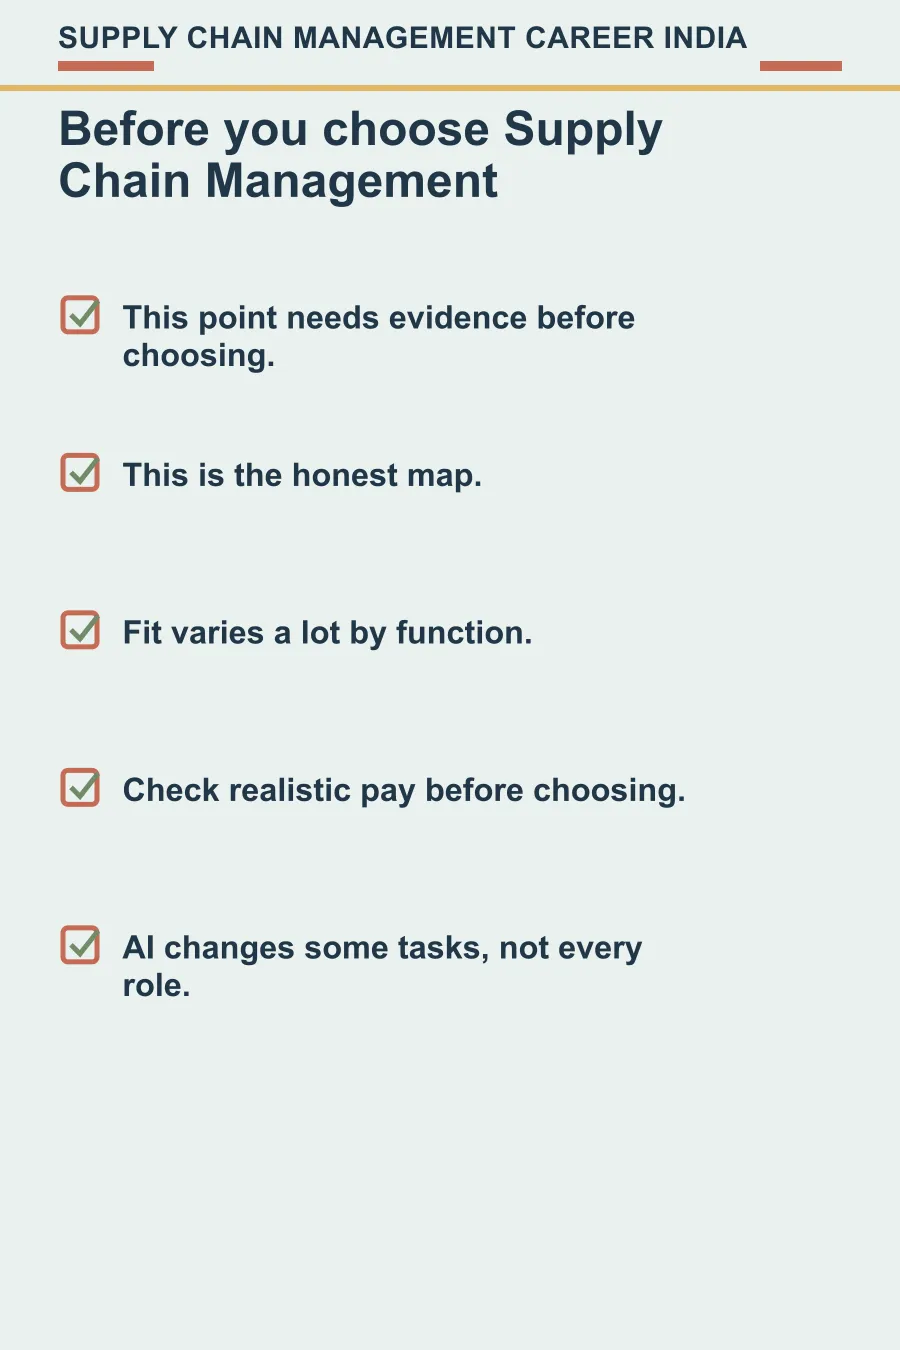 SUPPLY CHAIN MANAGEMENT CAREER INDIA
Before you choose Supply
Chain Management
This point needs evidence before
choosing.
This is the honest map.
Fit varies a lot by function.
Check realistic pay before choosing.
AI changes some tasks, not every
role.